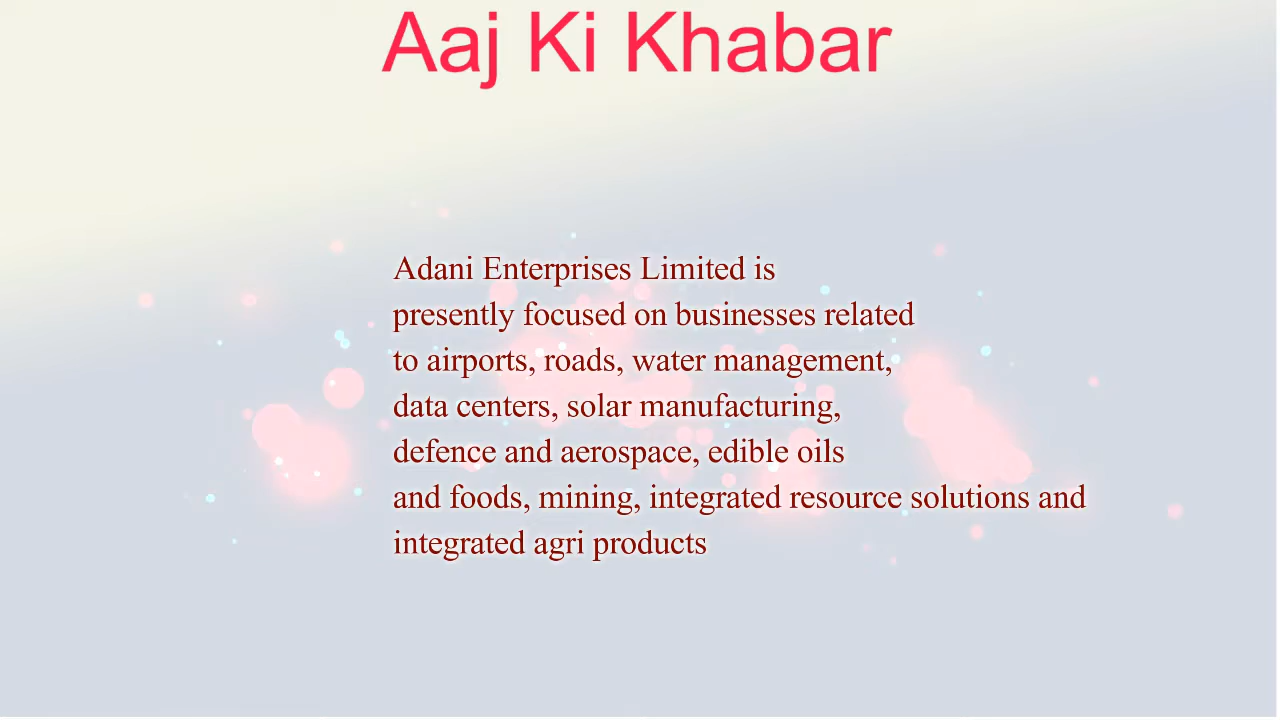 Aaj Ki Khabar
Adani Enterprises Limited is
presently focused on businesses related
to airports, roads, water management,
data centers, solar manufacturing,
defence and aerospace, edible oils
and foods, mining, integrated resource solutions and
integrated agri products